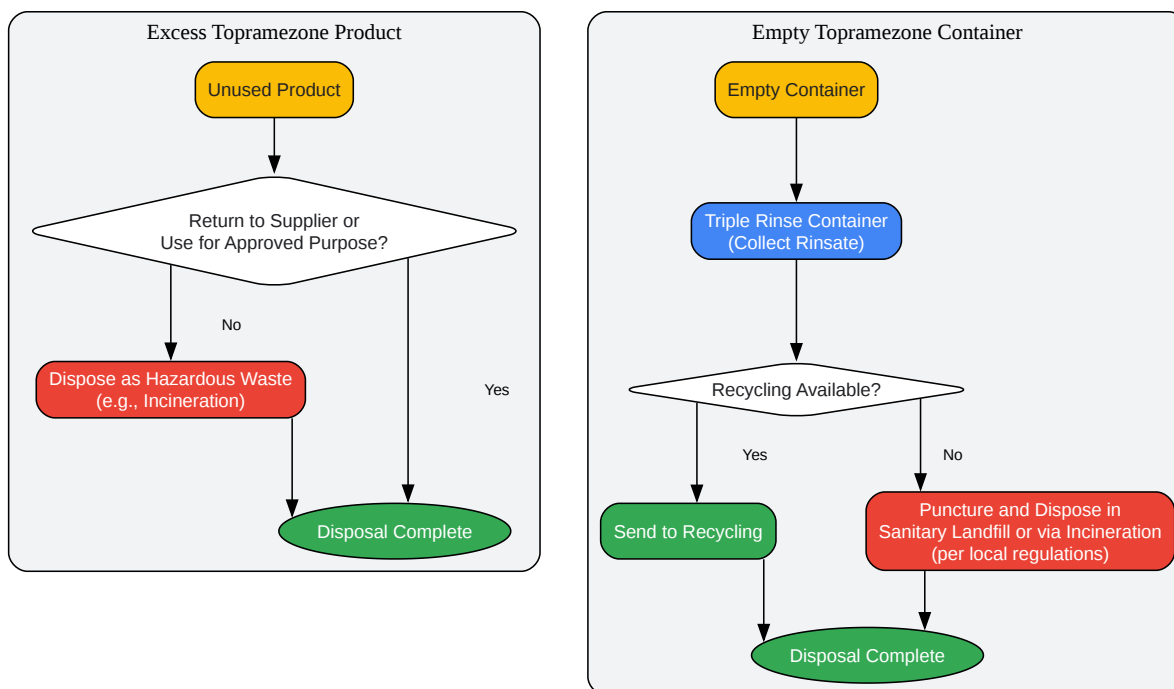 Excess Topramezone Product
Unused Product
Return to Supplier or
Use for Approved Purpose?
No
Dispose as Hazardous Waste
(e.g., Incineration)
Yes
Disposal Complete
Empty Topramezone Container
Empty Container
Triple Rinse Container
(Collect Rinsate)
Recycling Available?
Yes
No
Send to Recycling
Puncture and Dispose in
Sanitary Landfill or via Incineration
(per local regulations)
Disposal Complete